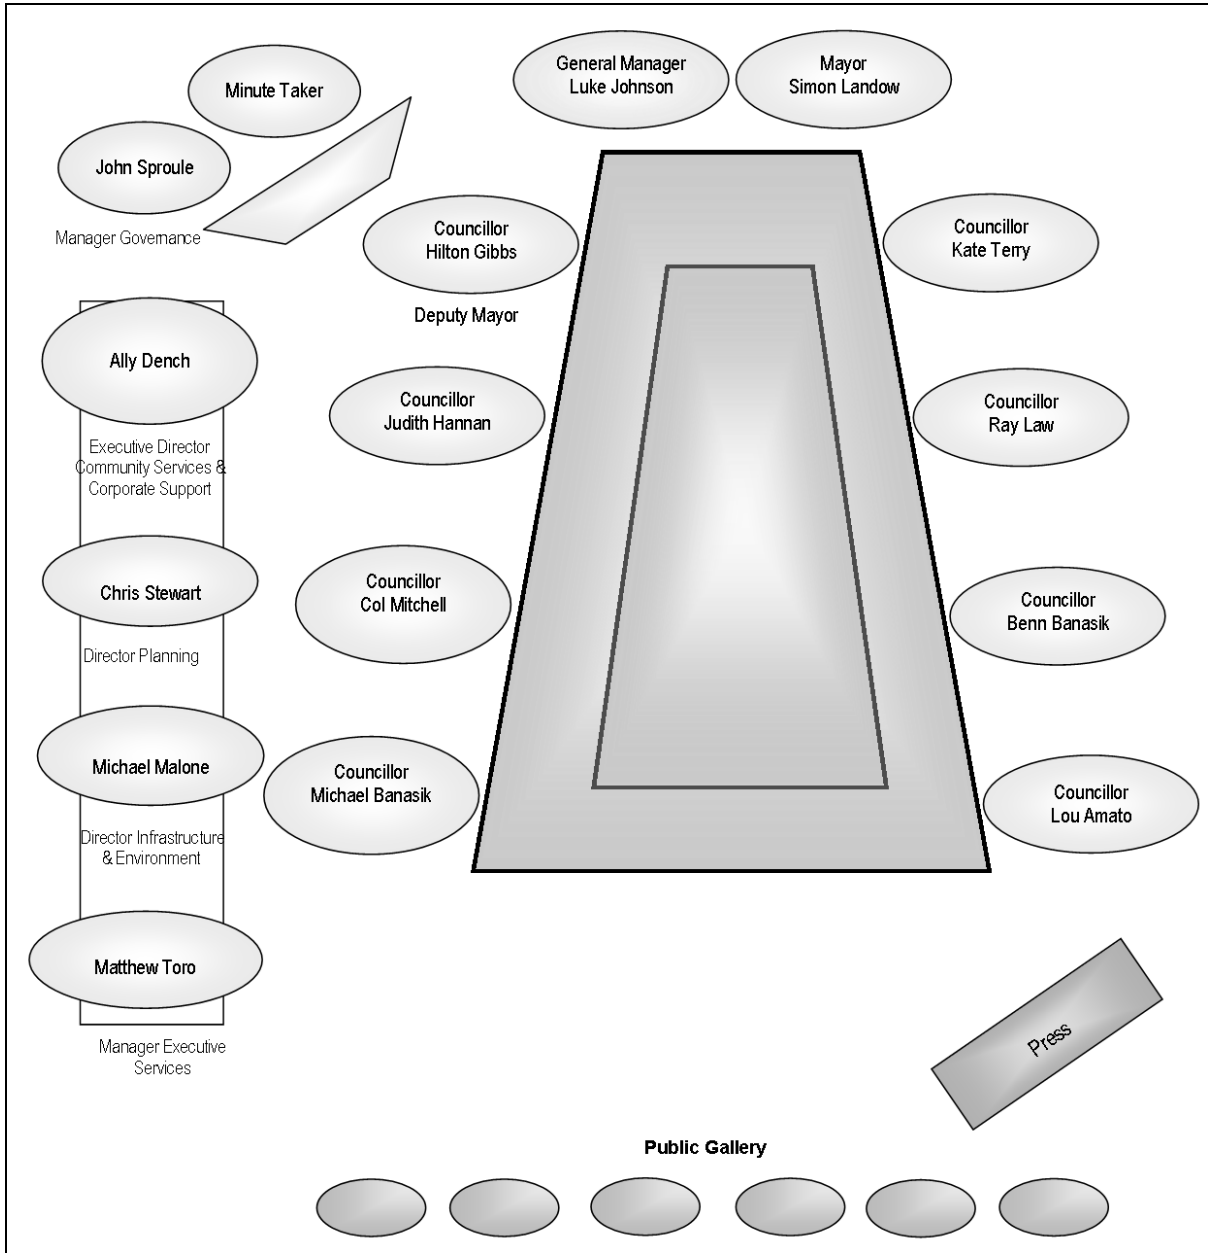 General Manager
Luke Johnson
Mayor
Simon Landow
Minute Taker
John Sproule
Manager Governance
Councillor
Hilton Gibbs
Deputy Mayor
Councillor
Kate Terry
Ally Dench
Executive Director
Community Services &
Corporate Support
Councillor
Judith Hannan
Councillor
Ray Law
Chris Stewart
Director Planning
Councillor
Col Mitchell
Councillor
Benn Banasik
Michael Malone
Director Infrastructure
& Environment
Councillor
Michael Banasik
Councillor
Lou Amato
Matthew Toro
Manager Executive
Services
Press
Public Gallery